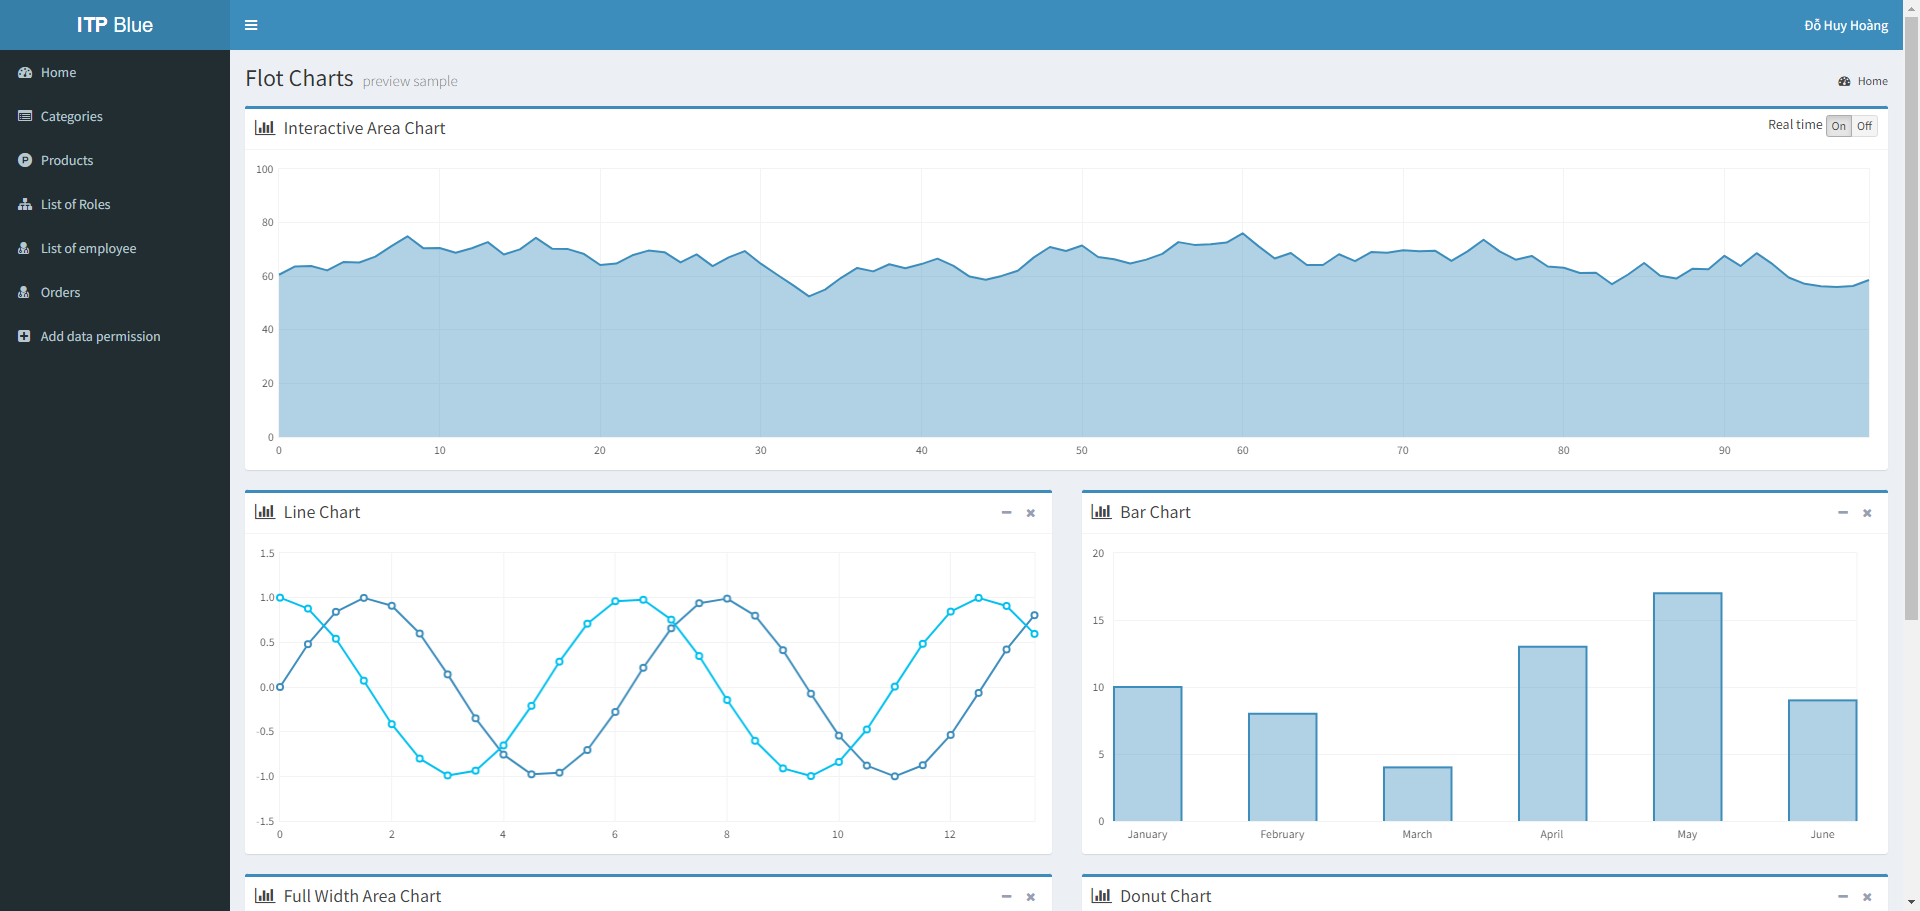 ITP Blue
Đỗ Huy Hoàng
Home
Categories
Products
List of Roles
List of employee
Orders
Add data permission
Flot Charts preview sample
Home
Interactive Area Chart
Real time On Off
100
80
60
40
20
0
0 10 20 30 40 50 60 70 80 90
Line Chart
1.5
1.0
0.5
0.0
-0.5
-1.0
-1.5
0 2 4 6 8 10 12
Bar Chart
20
15
10
5
0
January February March April May June
Full Width Area Chart
Donut Chart